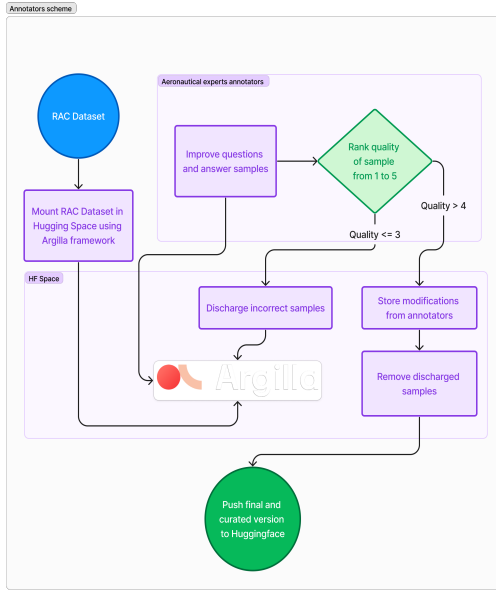 Annotators scheme
Aeronautical experts annotators
RAC Dataset
Improve questions
and answer samples
Rank quality
of sample
from 1 to 5
Mount RAC Dataset in
Hugging Space using
Argilla framework
Quality > 4
Quality <= 3
HF Space
Discharge incorrect samples
Store modifications
from annotators
Argilla
Remove discharged
samples
Push final and
curated version
to Huggingface